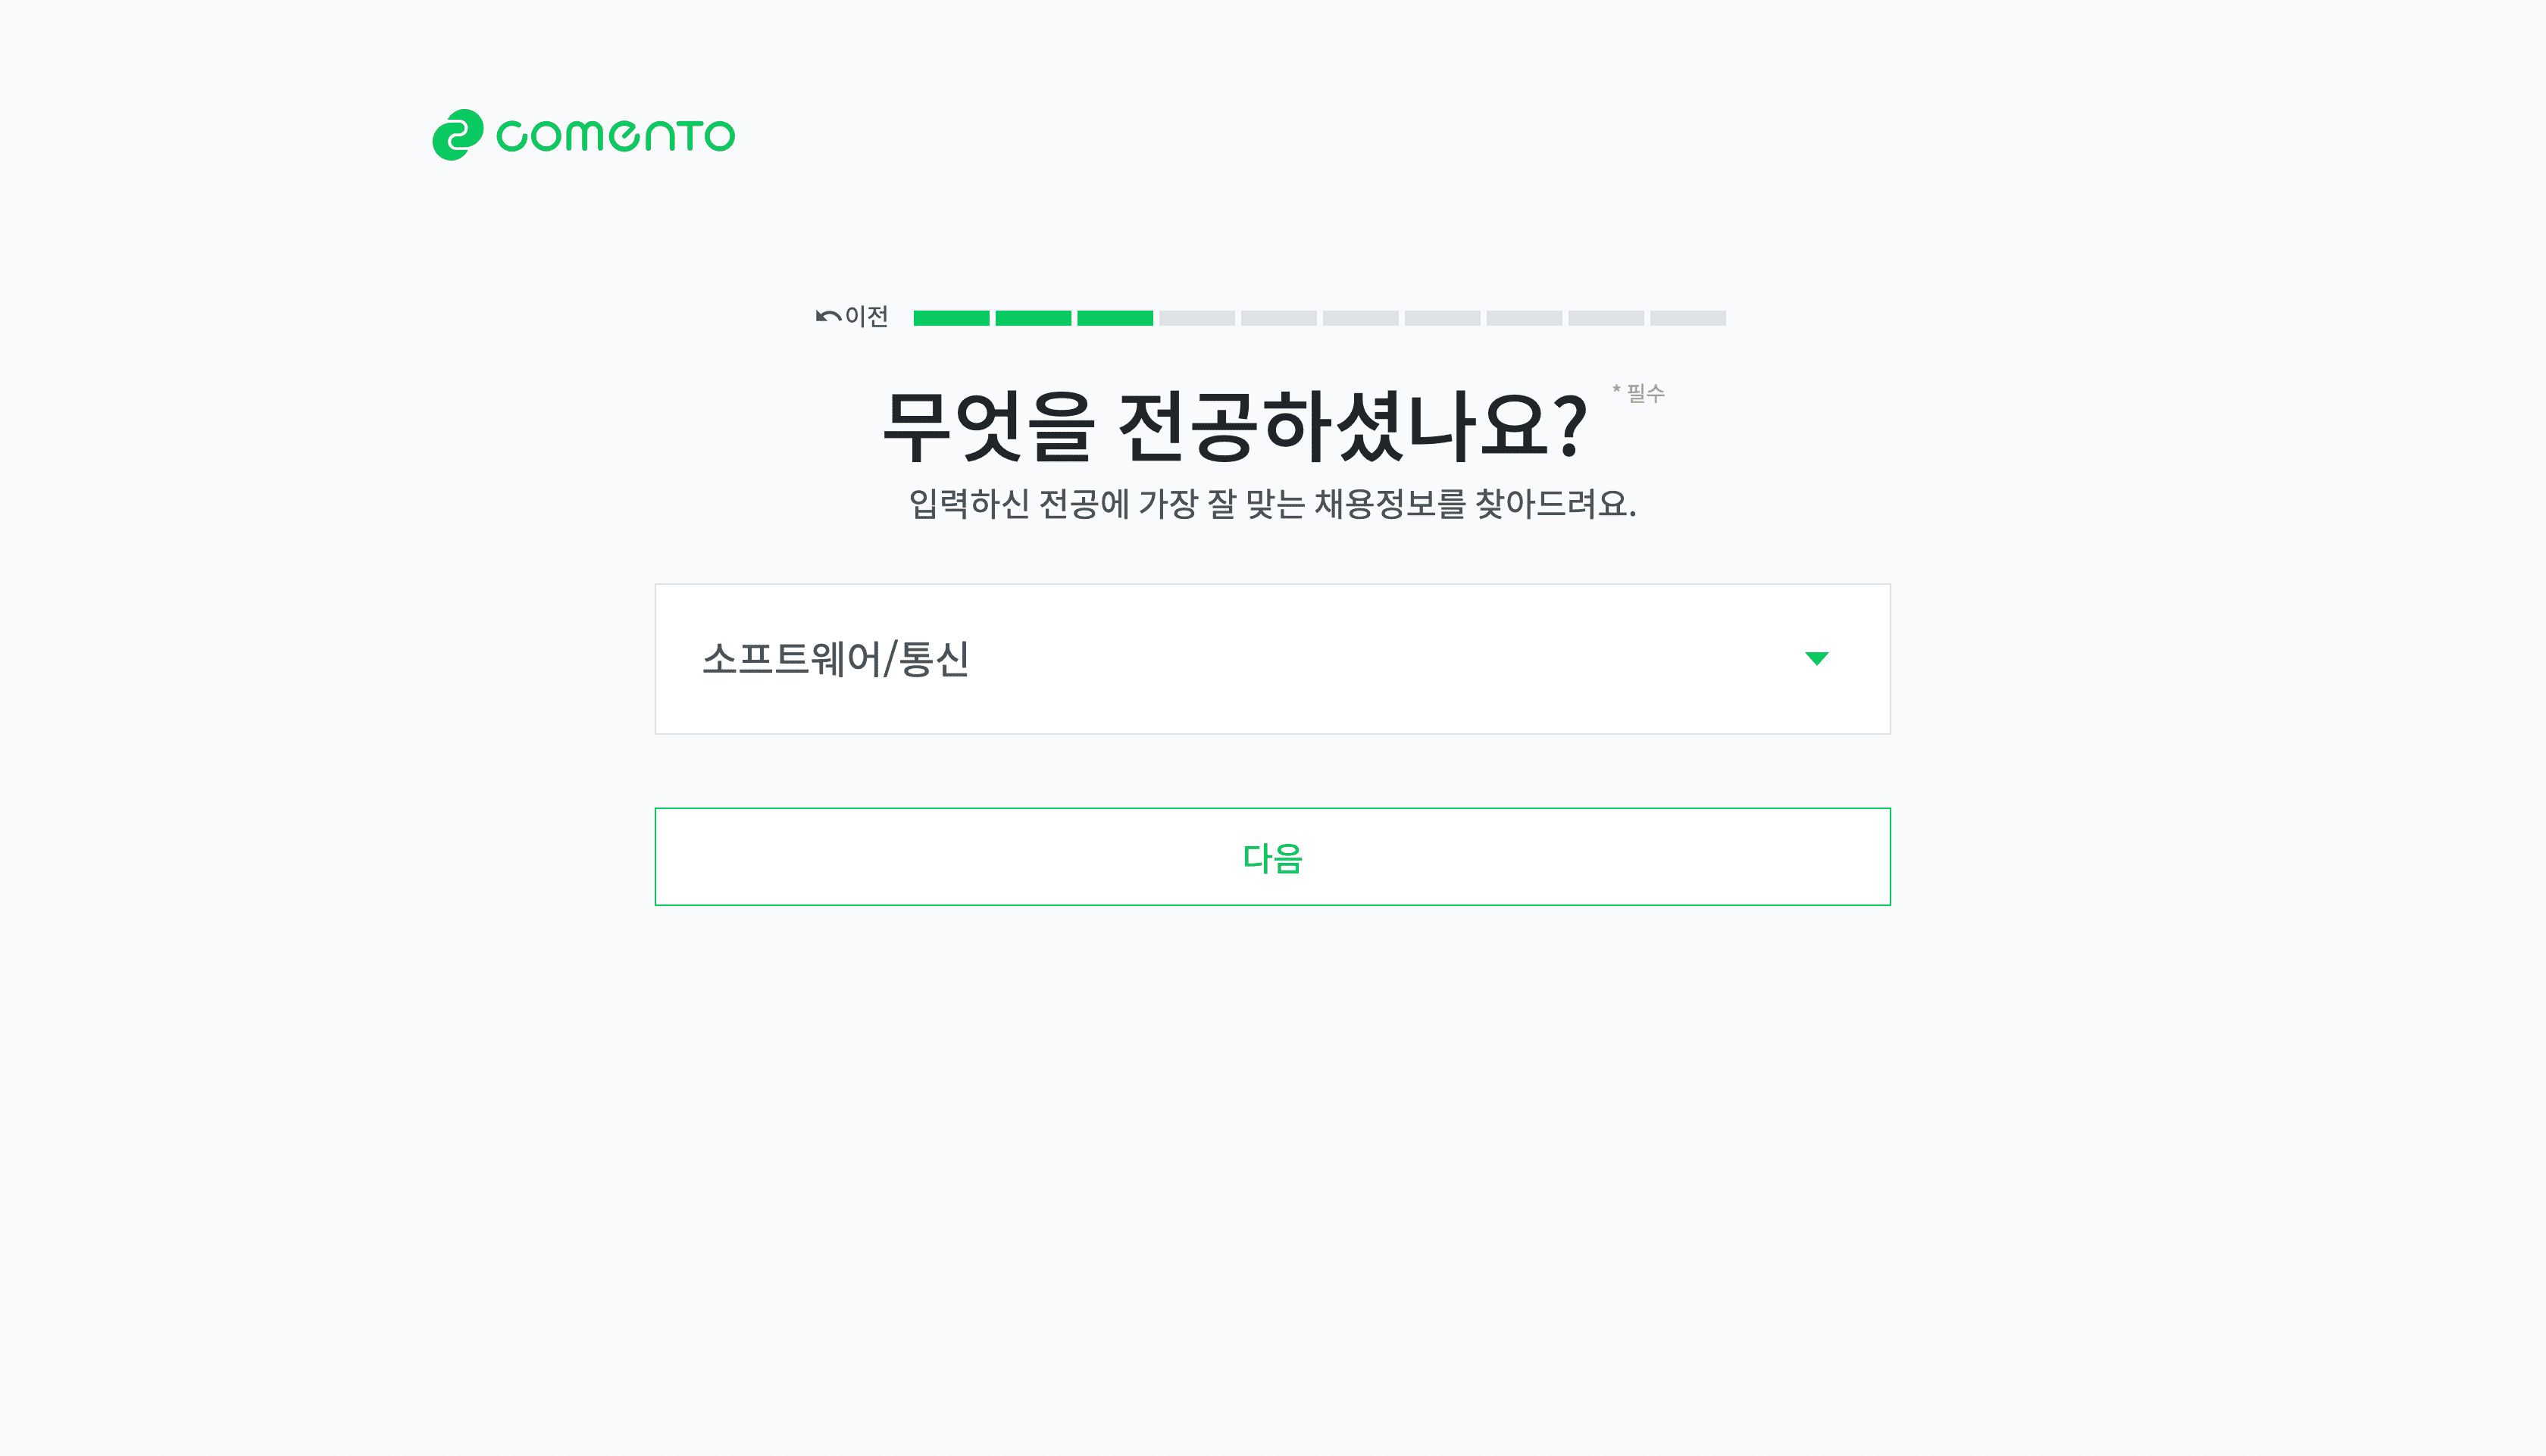 comento
이전
무엇을 전공하셨나요? * 필수
입력하신 전공에 가장 잘 맞는 채용정보를 찾아드려요.
소프트웨어/통신
다음